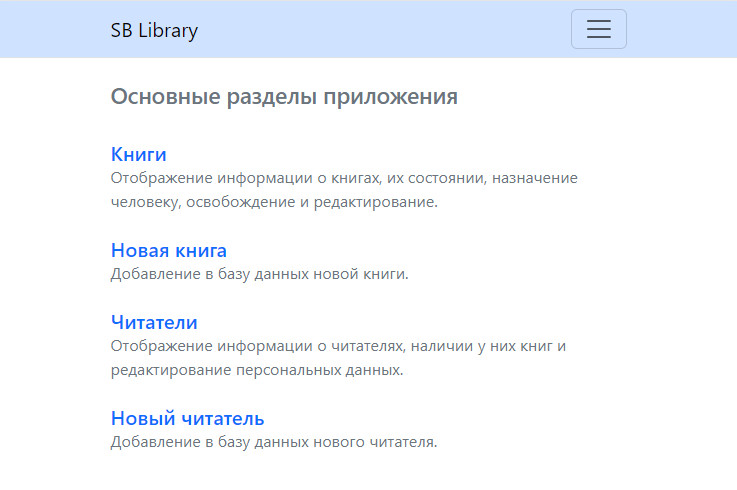 SB Library
Основные разделы приложения
Книги
Отображение информации о книгах, их состоянии, назначение
человеку, освобождение и редактирование.
Новая книга
Добавление в базу данных новой книги.
Читатели
Отображение информации о читателях, наличии у них книг и
редактирование персональных данных.
Новый читатель
Добавление в базу данных нового читателя.